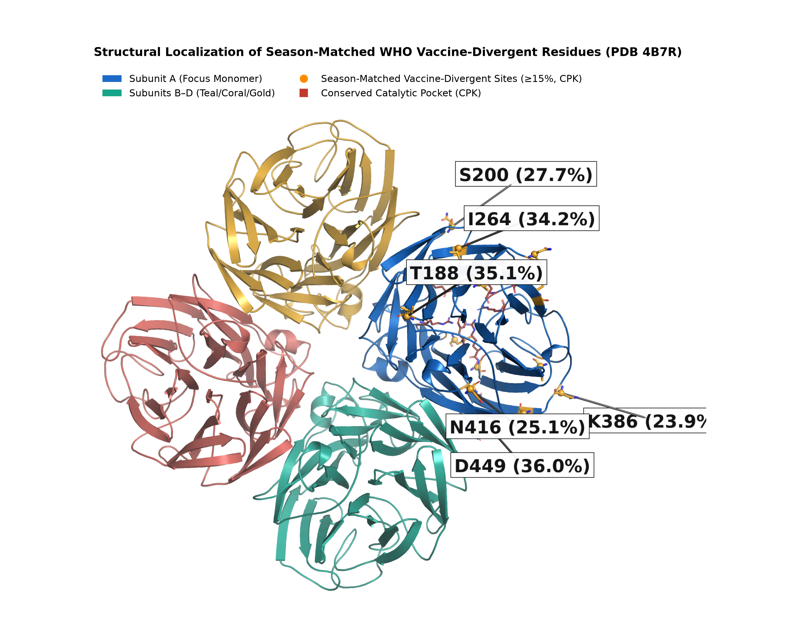 Structural Localization of Season-Matched WHO Vaccine-Divergent Residues (PDB 4B7R)
Subunit A (Focus Monomer)
Season-Matched Vaccine-Divergent Sites (≥15%, CPK)
Subunits B–D (Teal/Coral/Gold)
Conserved Catalytic Pocket (CPK)
S200 (27.7%)
I264 (34.2%)
T188 (35.1%)
K386 (23.9%
N416 (25.1%)
D449 (36.0%)